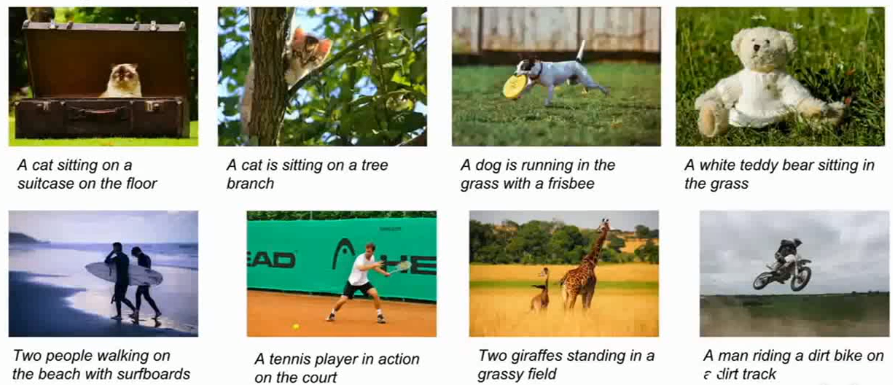 A cat sitting on a
suitcase on the floor
A cat is sitting on a tree
branch
A dog is running in the
grass with a frisbee
A white teddy bear sitting in
the grass
EAD
HE
Two people walking on
the beach with surfboards
A tennis player in action
on the court
Two giraffes standing in a
grassy field
A man riding a dirt bike on
a dirt track